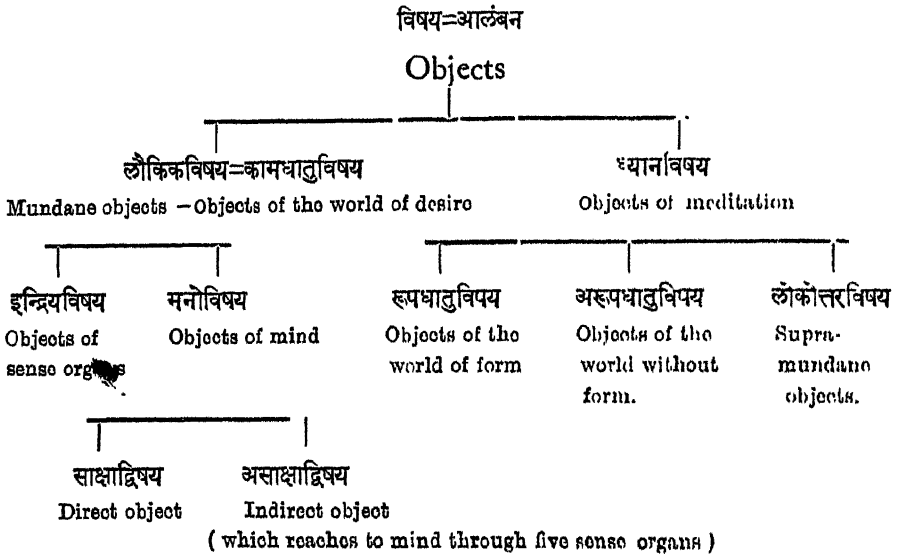 विषय=आलंबन
Objects
लौकिकविषय=कामधातुविषय ध्यानविषय
Mundane objects – Objects of the world of desire Objects of meditation
इन्द्रियविषय मनोविषय रूपधातुविषय अरूपधातुविषय लोकोत्तरविषय
Objects of Objects of mind Objects of the Objects of the Supra-
sense organs world of form world without mundane
form. objects.
साक्षाद्विषय असाक्षाद्विषय
Direct object Indirect object
( which reaches to mind through five sense organs )